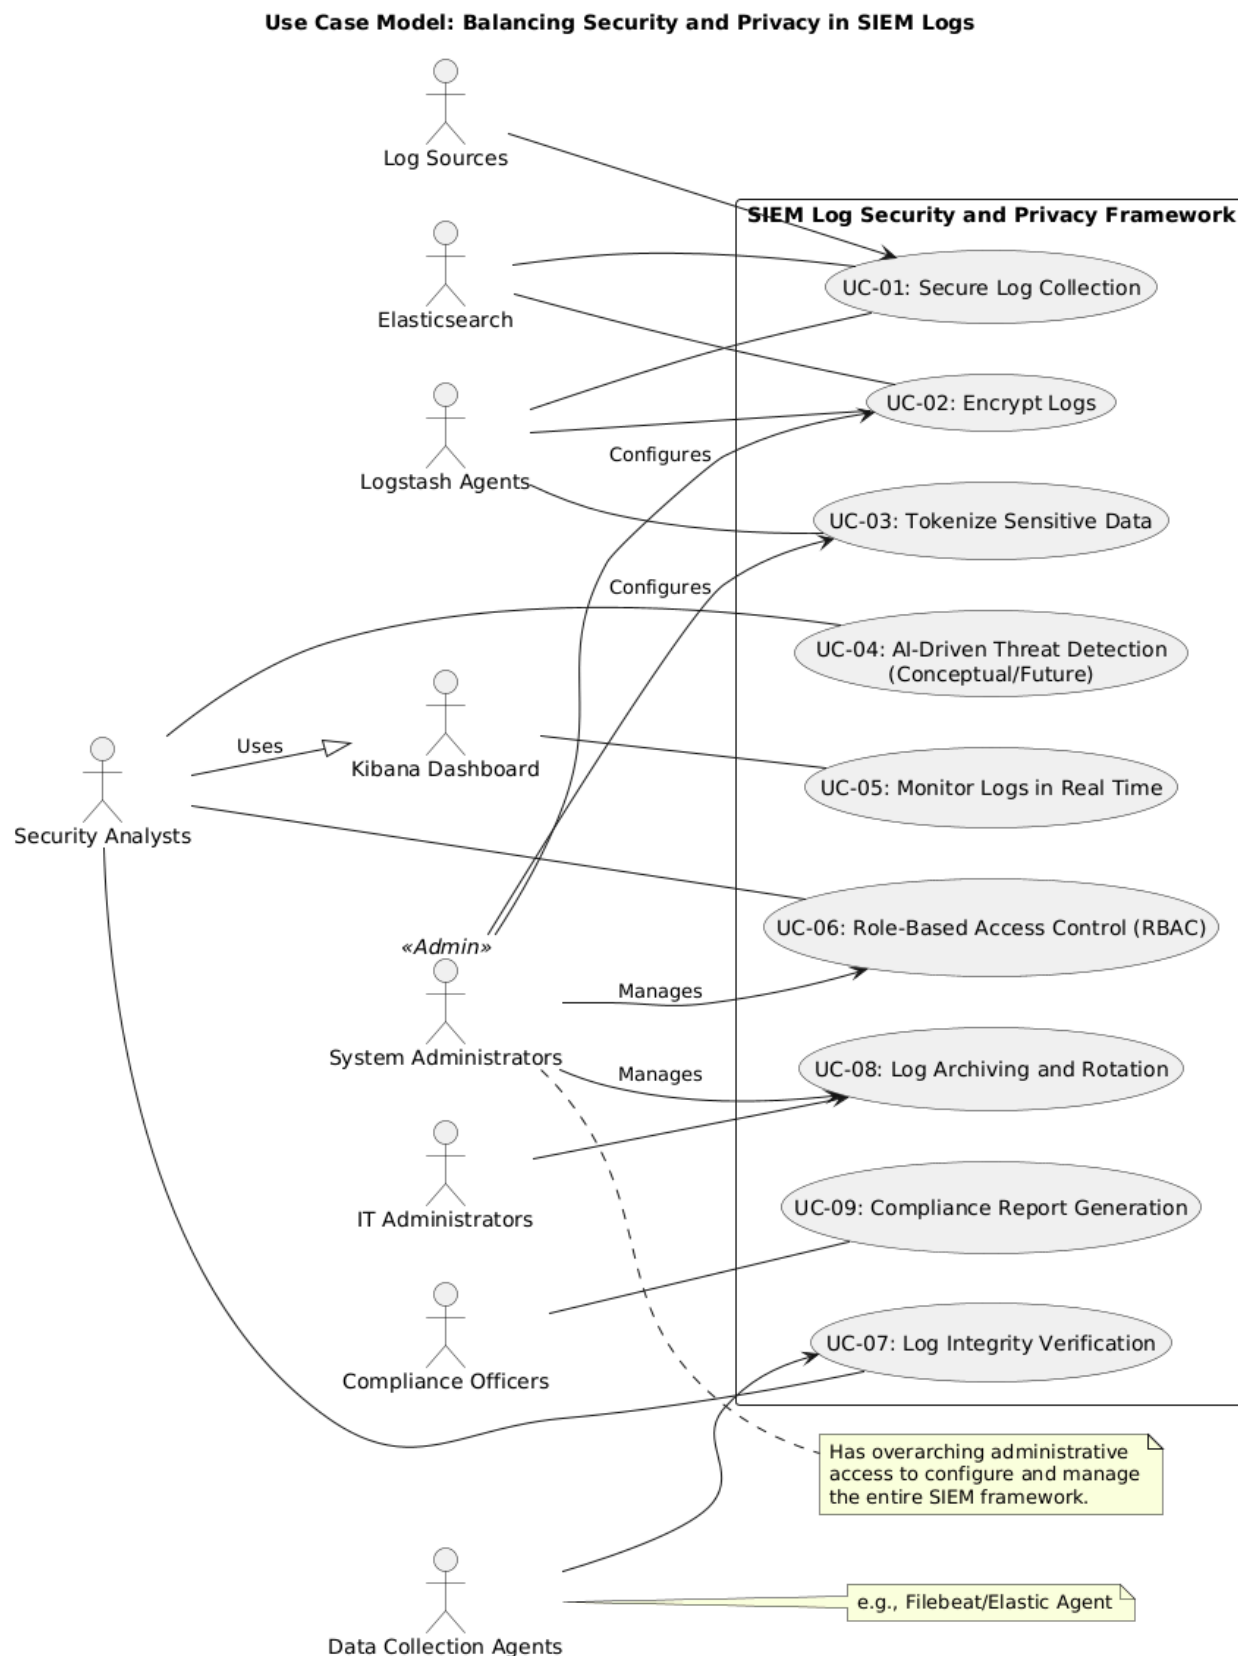 Use Case Model: Balancing Security and Privacy in SIEM Logs
Log Sources
SIEM Log Security and Privacy Framework
UC-01: Secure Log Collection
Elasticsearch
UC-02: Encrypt Logs
Configures
Logstash Agents
UC-03: Tokenize Sensitive Data
Configures
UC-04: AI-Driven Threat Detection
(Conceptual/Future)
Uses
Kibana Dashboard
UC-05: Monitor Logs in Real Time
Security Analysts
UC-06: Role-Based Access Control (RBAC)
«Admin»
Manages
System Administrators
UC-08: Log Archiving and Rotation
Manages
IT Administrators
UC-09: Compliance Report Generation
Compliance Officers
UC-07: Log Integrity Verification
Has overarching administrative
access to configure and manage
the entire SIEM framework.
e.g., Filebeat/Elastic Agent
Data Collection Agents